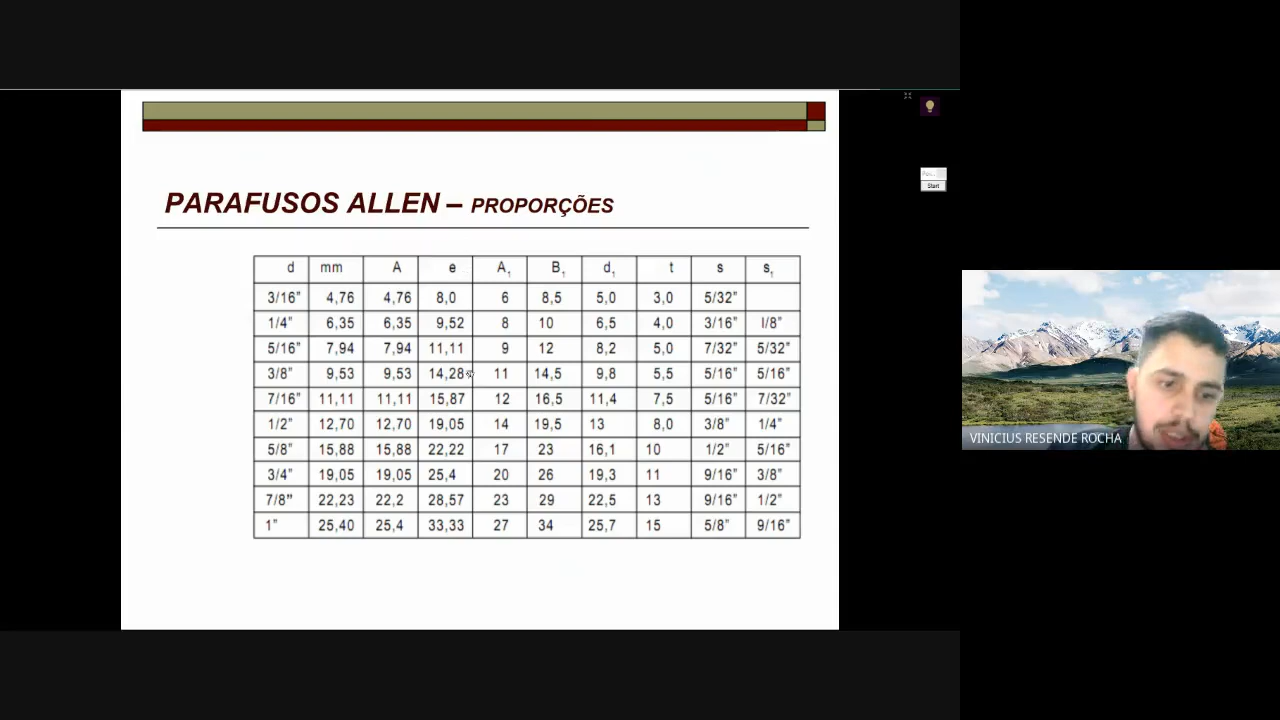 PARAFUSOS ALLEN – PROPORÇÕES
d mm A e A₁ B₁ d₁ t s s₁
3/16" 4,76 4,76 8,0 6 8,5 5,0 3,0 5/32"
1/4" 6,35 6,35 9,52 8 10 6,5 4,0 3/16" l/8"
5/16" 7,94 7,94 11,11 9 12 8,2 5,0 7/32" 5/32"
3/8" 9,53 9,53 14,28 11 14,5 9,8 5,5 5/16" 5/16"
7/16" 11,11 11,11 15,87 12 16,5 11,4 7,5 5/16" 7/32"
1/2" 12,70 12,70 19,05 14 19,5 13 8,0 3/8" 1/4"
5/8" 15,88 15,88 22,22 17 23 16,1 10 1/2" 5/16"
3/4" 19,05 19,05 25,4 20 26 19,3 11 9/16" 3/8"
7/8" 22,23 22,2 28,57 23 29 22,5 13 9/16" 1/2"
1" 25,40 25,4 33,33 27 34 25,7 15 5/8" 9/16"
Start
VINICIUS RESENDE ROCHA